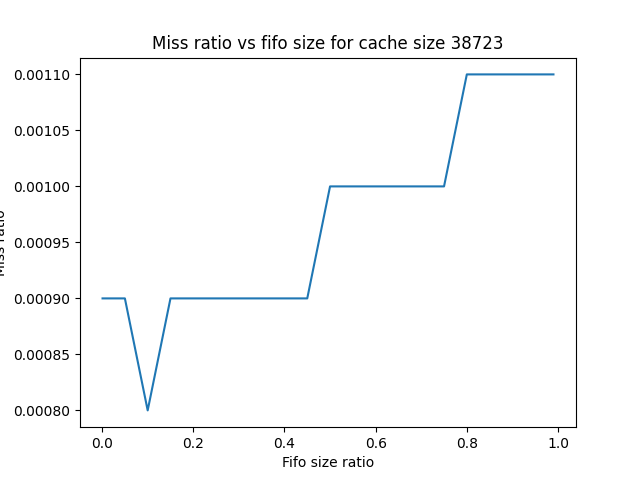 Miss ratio vs fifo size for cache size 38723
0.00110
0.00105
0.00100
0.00095
0.00090
0.00085
0.00080
Miss ratio
0.0 0.2 0.4 0.6 0.8 1.0
Fifo size ratio